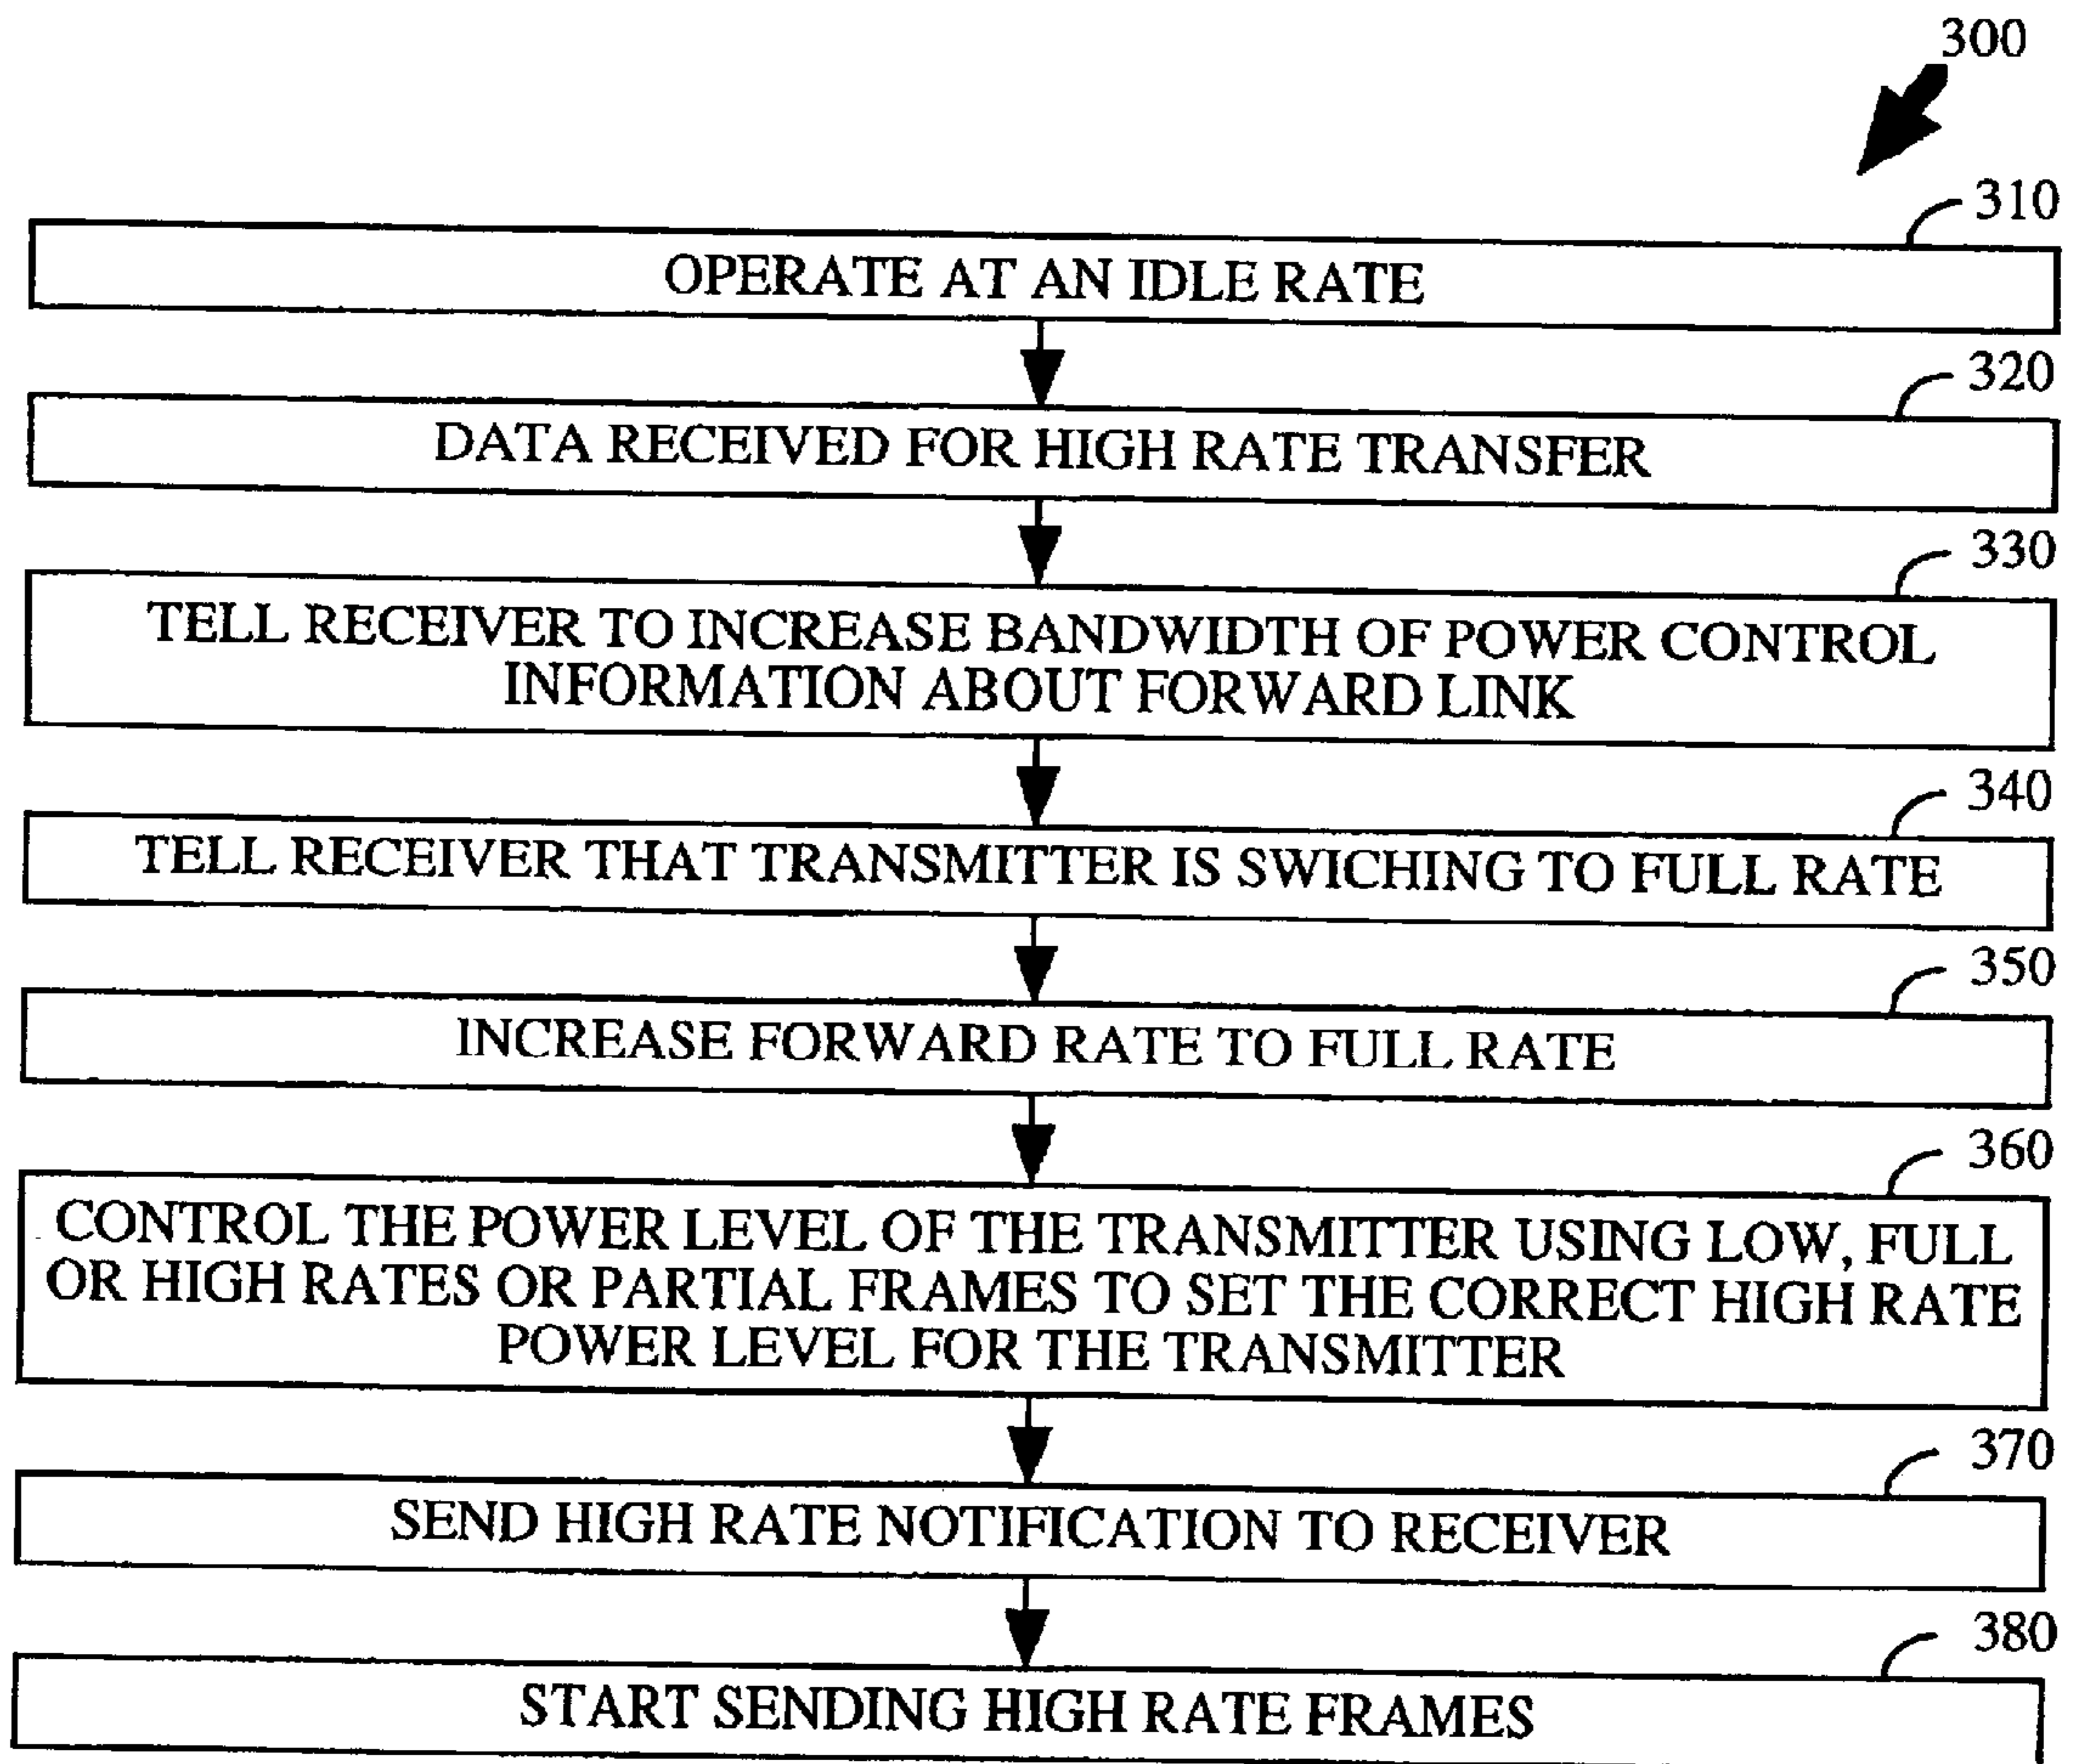 300
310
OPERATE AT AN IDLE RATE
320
DATA RECEIVED FOR HIGH RATE TRANSFER
330
TELL RECEIVER TO INCREASE BANDWIDTH OF POWER CONTROL
INFORMATION ABOUT FORWARD LINK
340
TELL RECEIVER THAT TRANSMITTER IS SWICHING TO FULL RATE
350
INCREASE FORWARD RATE TO FULL RATE
360
CONTROL THE POWER LEVEL OF THE TRANSMITTER USING LOW, FULL
OR HIGH RATES OR PARTIAL FRAMES TO SET THE CORRECT HIGH RATE
POWER LEVEL FOR THE TRANSMITTER
370
SEND HIGH RATE NOTIFICATION TO RECEIVER
380
START SENDING HIGH RATE FRAMES